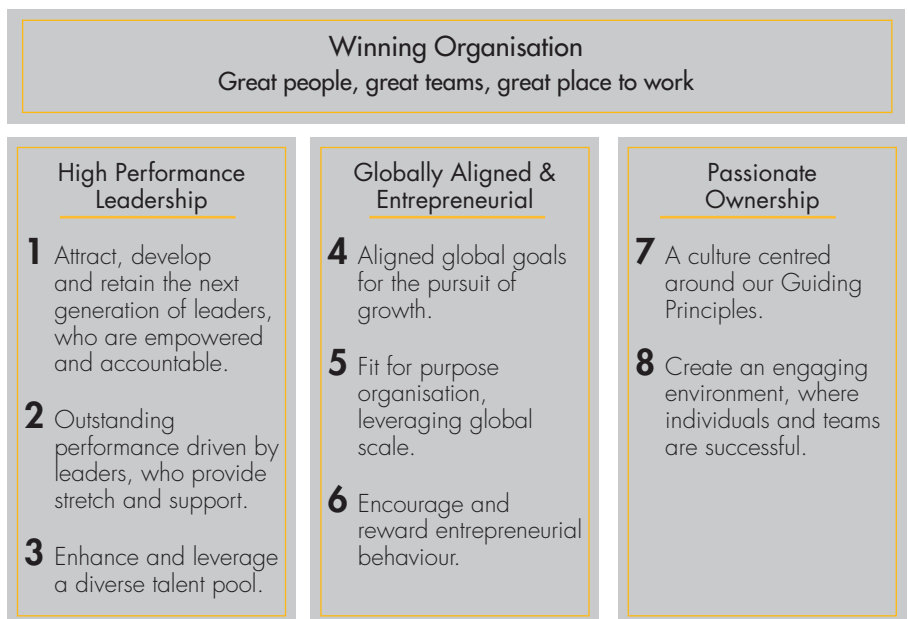 Winning Organisation
Great people, great teams, great place to work
High Performance
Leadership
1 Attract, develop
and retain the next
generation of leaders,
who are empowered
and accountable.
2 Outstanding
performance driven by
leaders, who provide
stretch and support.
3 Enhance and leverage
a diverse talent pool.
Globally Aligned &
Entrepreneurial
4 Aligned global goals
for the pursuit of
growth.
5 Fit for purpose
organisation,
leveraging global
scale.
6 Encourage and
reward entrepreneurial
behaviour.
Passionate
Ownership
7 A culture centred
around our Guiding
Principles.
8 Create an engaging
environment, where
individuals and teams
are successful.